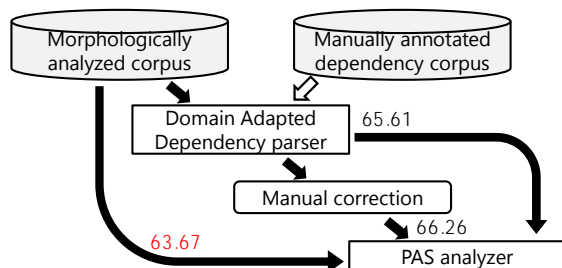 Morphologically
analyzed corpus
Manually annotated
dependency corpus
Domain Adapted
Dependency parser
65.61
Manual correction
66.26
63.67
PAS analyzer